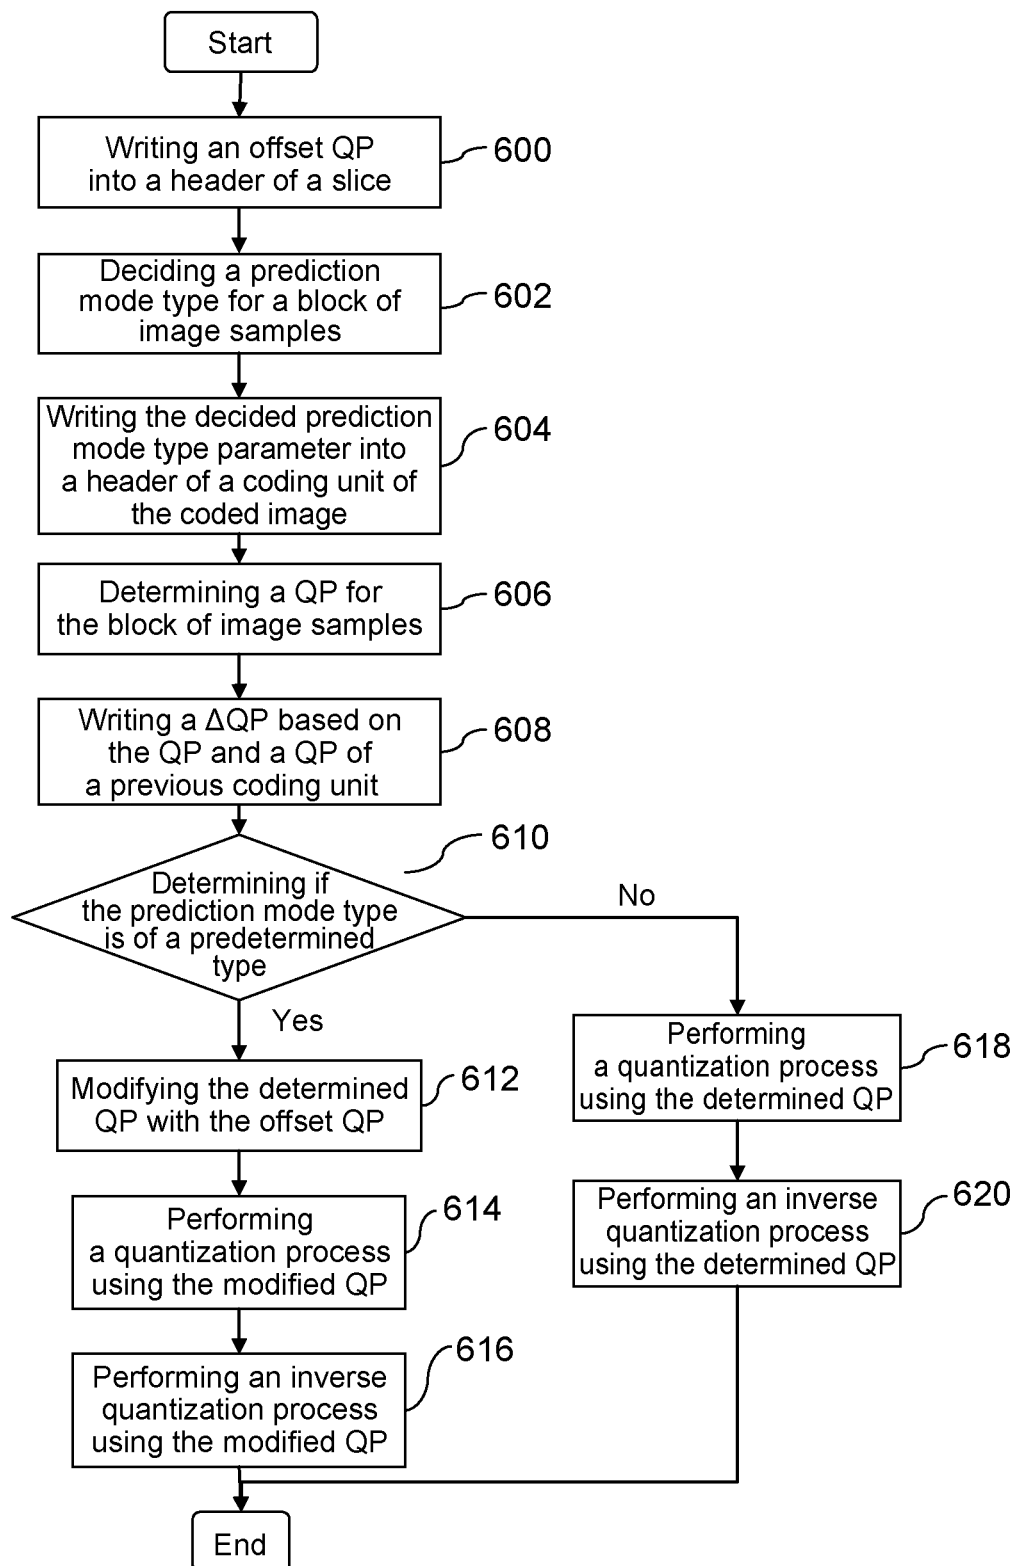 Start
Writing an offset QP
into a header of a slice
600
Deciding a prediction
mode type for a block of
image samples
602
Writing the decided prediction
mode type parameter into
a header of a coding unit of
the coded image
604
Determining a QP for
the block of image samples
606
Writing a ΔQP based on
the QP and a QP of
a previous coding unit
608
610
Determining if
the prediction mode type
is of a predetermined
type
No
Yes
Modifying the determined
QP with the offset QP
612
Performing
a quantization process
using the modified QP
614
Performing an inverse
quantization process
using the modified QP
616
Performing
a quantization process
using the determined QP
618
Performing an inverse
quantization process
using the determined QP
620
End